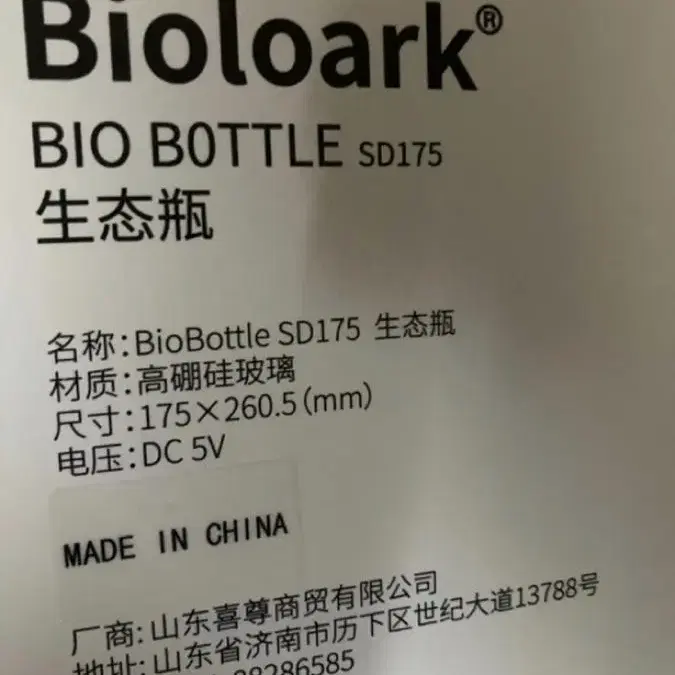 Bioloark®
BIO B0TTLE SD175
生态瓶
名称：BioBottle SD175 生态瓶
材质：高硼硅玻璃
尺寸：175×260.5（mm）
电压：DC 5V
MADE IN CHINA
厂商：山东喜尊商贸有限公司
地址：山东省济南市历下区世纪大道13788号
88286585